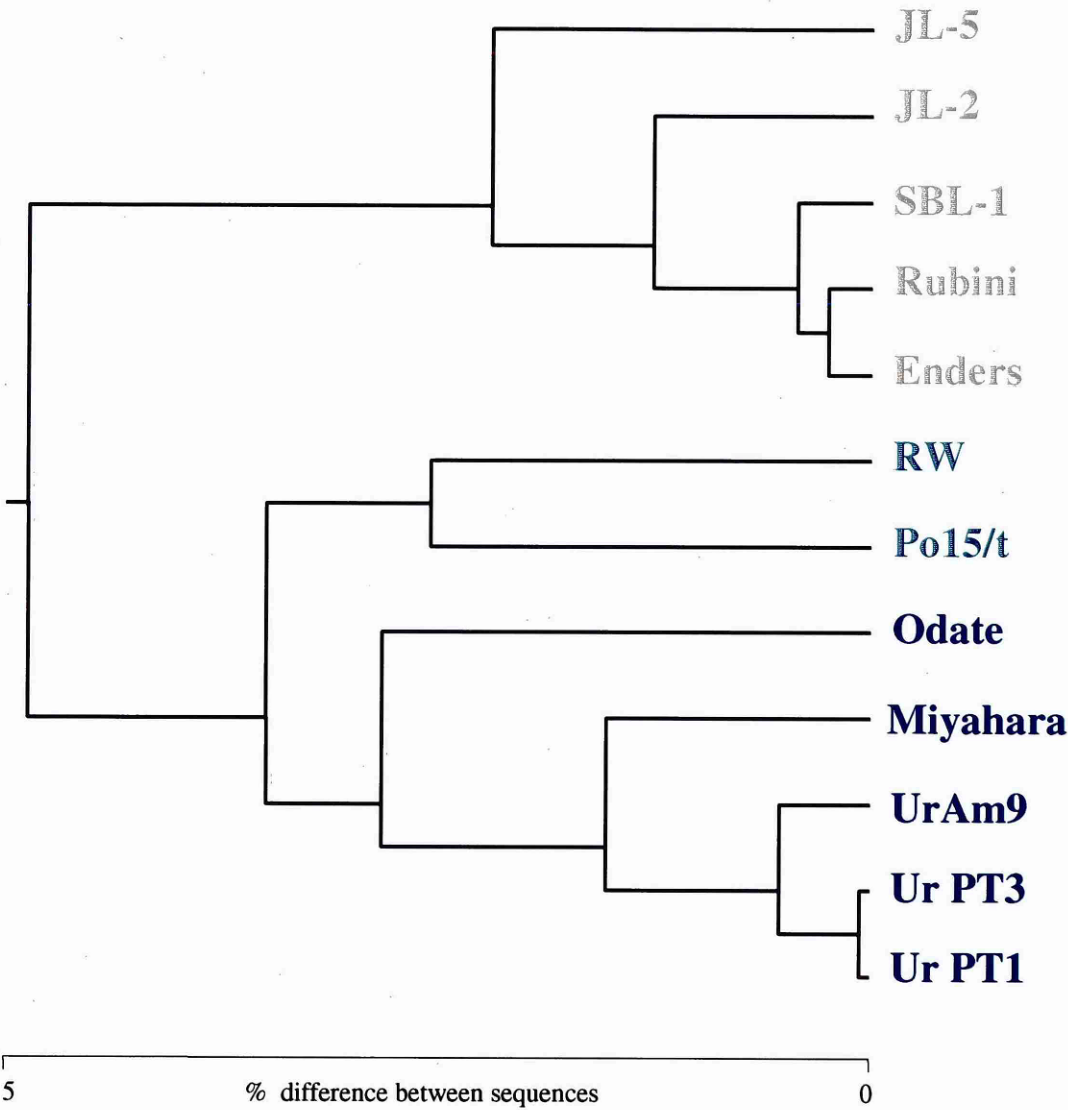 JL-5
JL-2
SBL-1
Rubini
Enders
RW
Po15/t
Odate
Miyahara
UrAm9
Ur PT3
Ur PT1
5 % difference between sequences 0